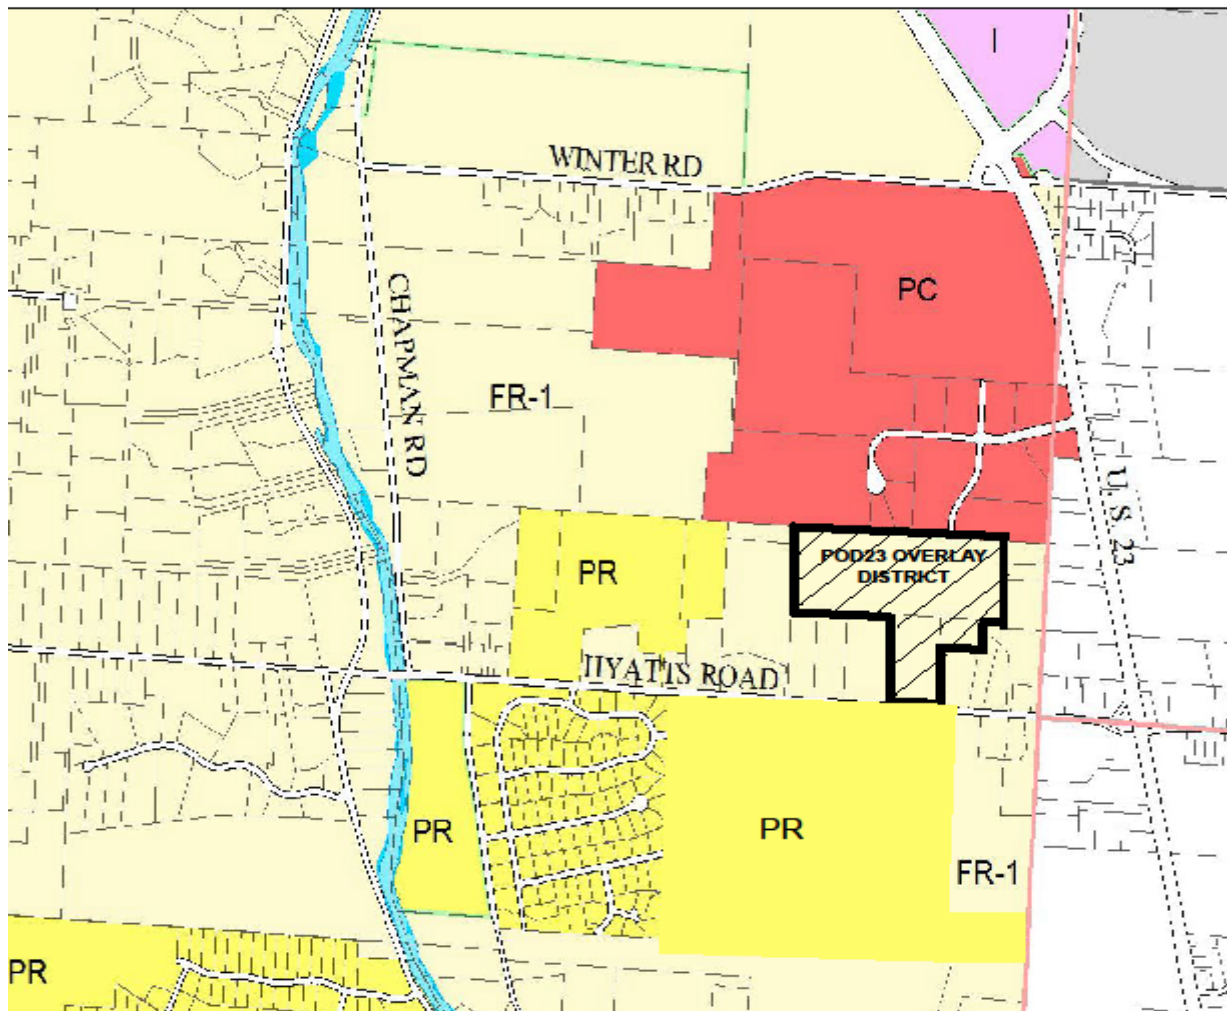 I
WINTER RD
PC
CHAPMAN RD
FR-1
U. S. 23
POD23 OVERLAY
DISTRICT
PR
HYATTS ROAD
PR
PR
FR-1
PR